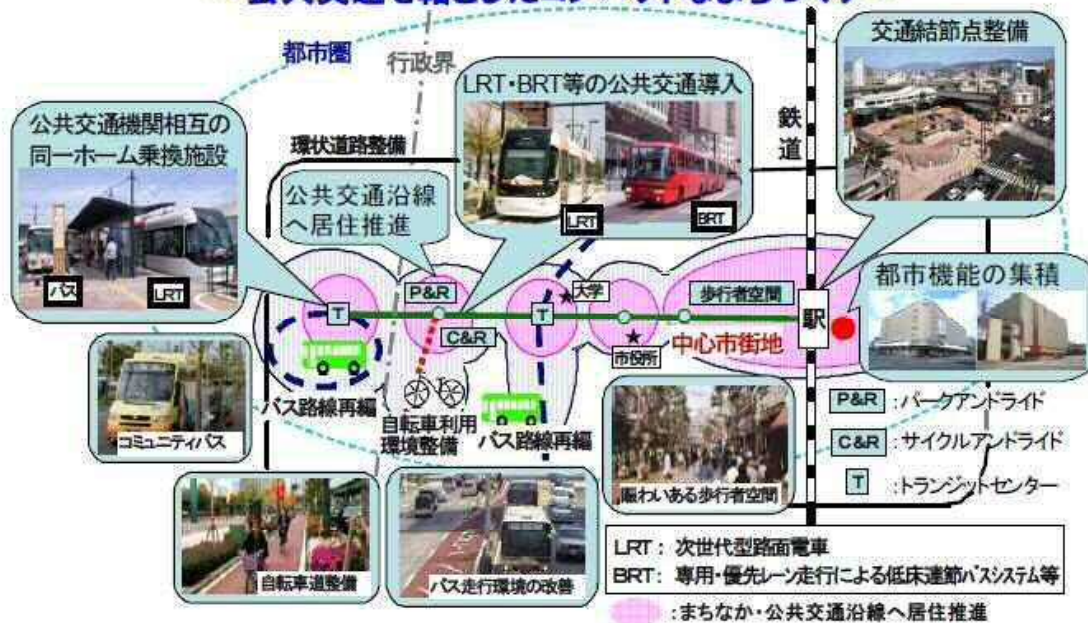 都市圏
行政界
交通結節点整備
LRT・BRT等の公共交通導入
公共交通機関相互の
同一ホーム乗換施設
環状道路整備
鉄道
公共交通沿線
へ居住推進
LRT
BRT
バス
LRT
都市機能の集積
P&R
T
C&R
T
大学
市役所
歩行者空間
中心市街地
駅
バス路線再編
自転車利用
環境整備
バス路線再編
コミュニティバス
P&R:パークアンドライド
C&R:サイクルアンドライド
T:トランジットセンター
賑わいある歩行者空間
自転車道整備
バス走行環境の改善
LRT: 次世代型路面電車
BRT: 専用・優先レーン走行による低床連節バスシステム等
:まちなか・公共交通沿線へ居住推進